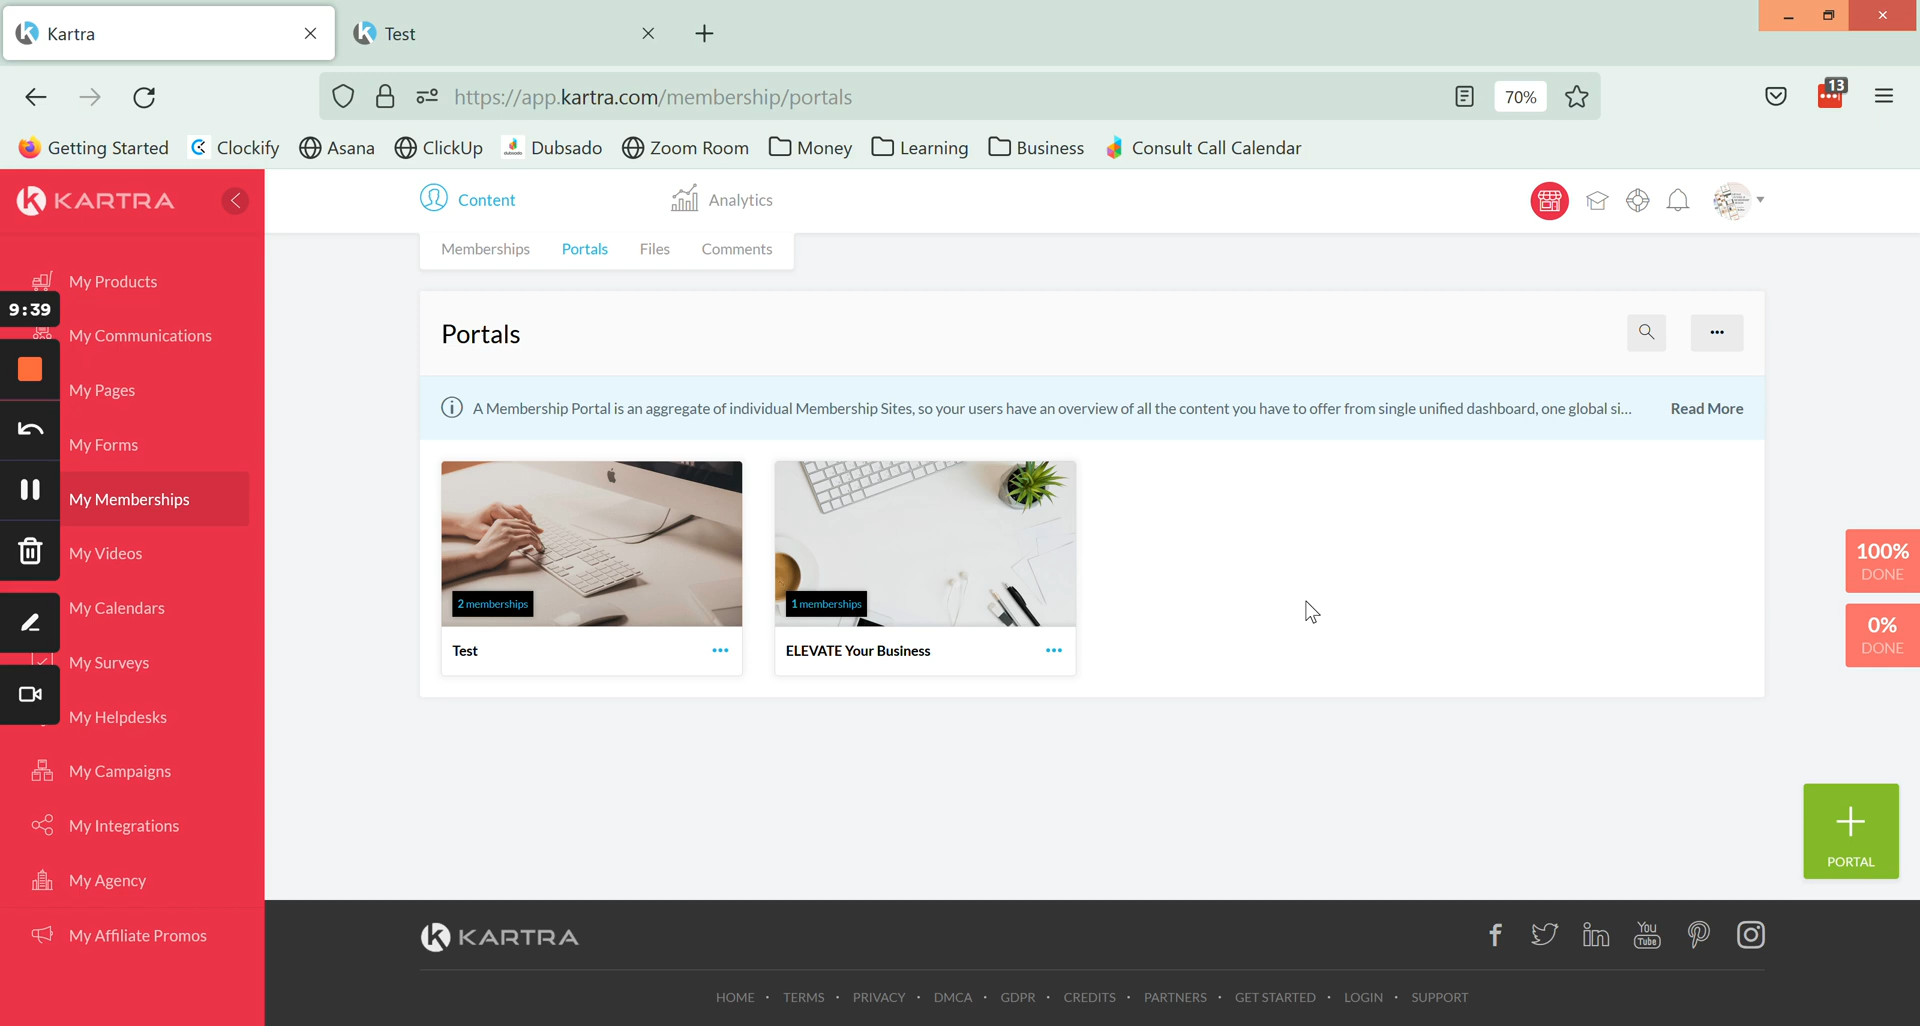 Kartra
Test
https://app.kartra.com/membership/portals
70%
13
Getting Started
Clockify
Asana
ClickUp
Dubsado
Zoom Room
Money
Learning
Business
Consult Call Calendar
KARTRA
Content
Analytics
Memberships
Portals
Files
Comments
My Products
9:39
My Communications
My Pages
My Forms
My Memberships
My Videos
My Calendars
My Surveys
My Helpdesks
My Campaigns
My Integrations
My Agency
My Affiliate Promos
Portals
A Membership Portal is an aggregate of individual Membership Sites, so your users have an overview of all the content you have to offer from single unified dashboard, one global si...
Read More
2 memberships
Test
1 memberships
ELEVATE Your Business
100%
DONE
0%
DONE
PORTAL
KARTRA
You
Tube
HOME • TERMS • PRIVACY • DMCA • GDPR • CREDITS • PARTNERS • GET STARTED • LOGIN • SUPPORT